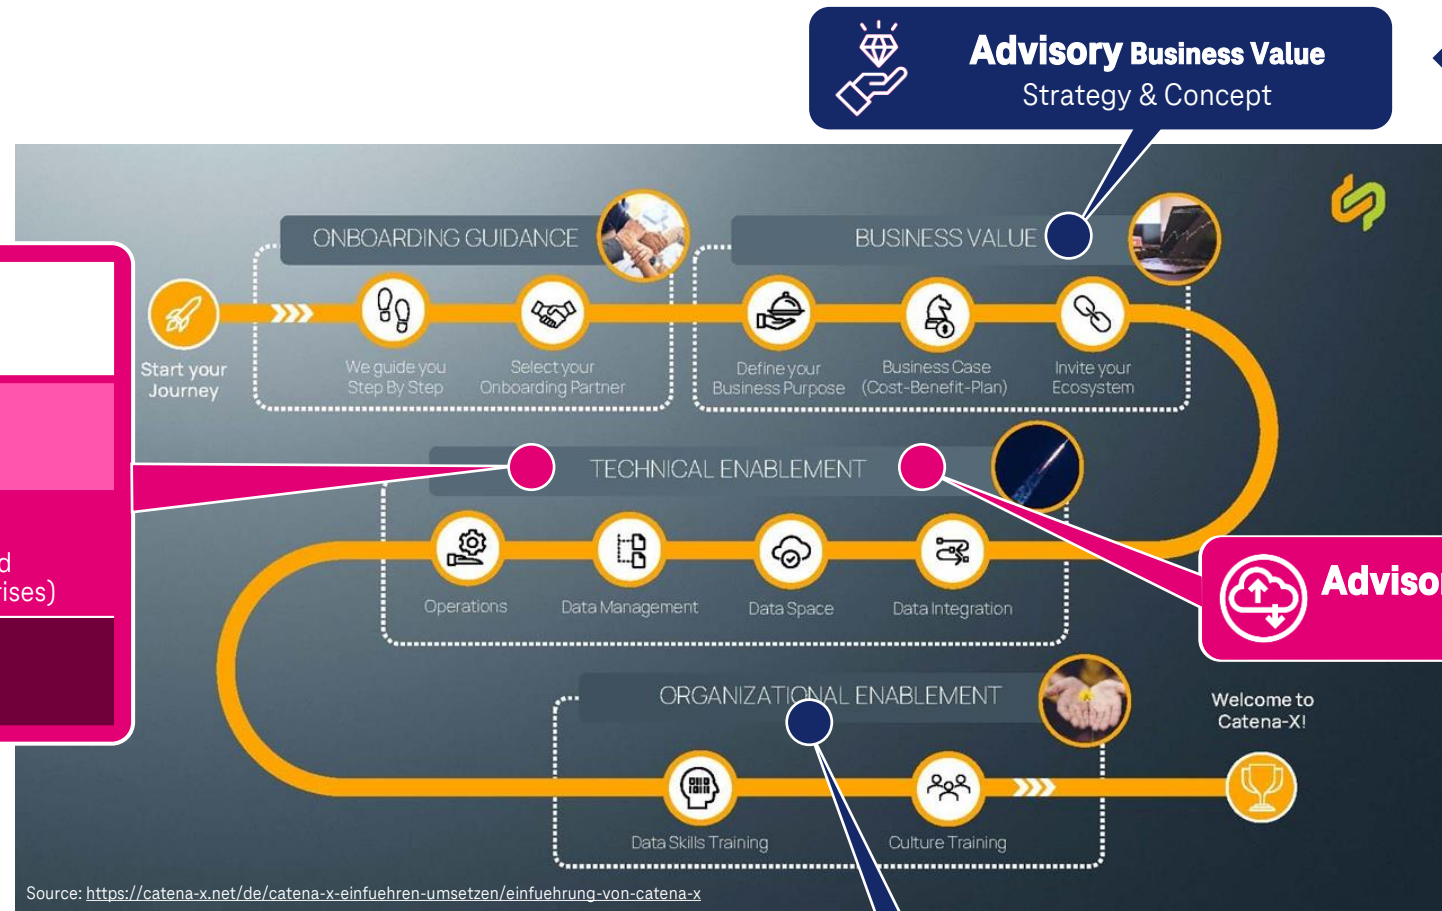 Advisory Business Value
Strategy & Concept
ONBOARDING GUIDANCE
BUSINESS VALUE
Start your
Journey
We guide you
Step By Step
Select your
Onboarding Partner
Define your
Business Purpose
Business Case
(Cost-Benefit-Plan)
Invite your
Ecosystem
TECHNICAL ENABLEMENT
Operations
Data Management
Data Space
Data Integration
ORGANIZATIONAL ENABLEMENT
Welcome to
Catena-X!
Data Skills Training
Culture Training
Source: https://catena-x.net/de/catena-x-einfuehren-umsetzen/einfuehrung-von-catena-x